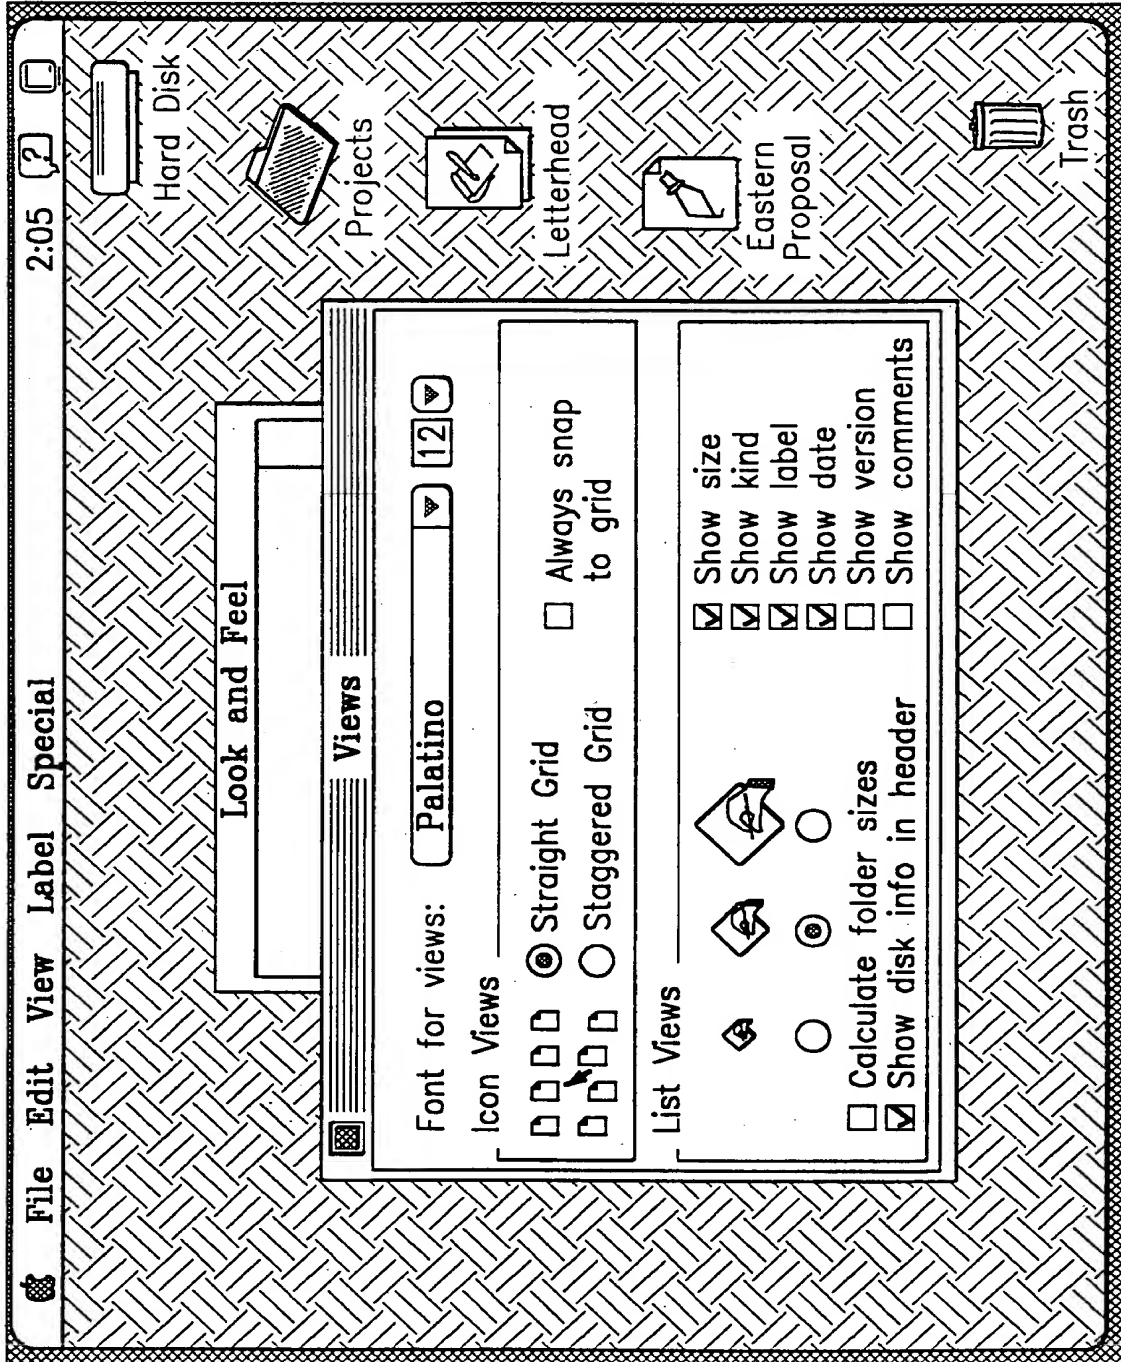 File Edit View Label Special 2:05 ?
Hard Disk
Projects
Letterhead
Eastern
Proposal
Trash
Look and Feel
Views
Font for views: Palatino 12
Icon Views
Straight Grid
Staggered Grid
Always snap
to grid
List Views
Show size
Show kind
Show label
Show date
Show version
Show comments
Calculate folder sizes
Show disk info in header